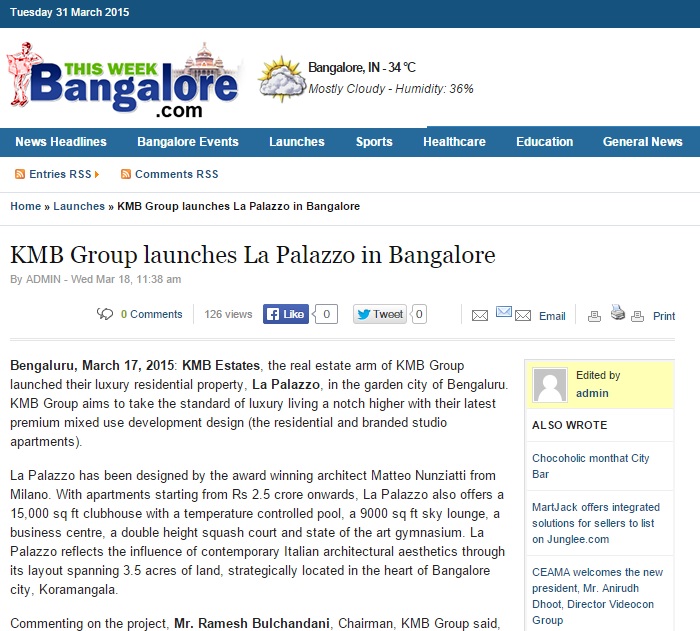 Tuesday 31 March 2015
THIS WEEK
Bangalore
.com
Bangalore, IN - 34 °C
Mostly Cloudy - Humidity: 36%
News Headlines Bangalore Events Launches Sports Healthcare Education General News
Entries RSS Comments RSS
Home » Launches » KMB Group launches La Palazzo in Bangalore
KMB Group launches La Palazzo in Bangalore
By ADMIN - Wed Mar 18, 11:38 am
0 Comments 126 views Like 0 Tweet 0 Email Print
Bengaluru, March 17, 2015: KMB Estates, the real estate arm of KMB Group
launched their luxury residential property, La Palazzo, in the garden city of Bengaluru.
KMB Group aims to take the standard of luxury living a notch higher with their latest
premium mixed use development design (the residential and branded studio
apartments).
La Palazzo has been designed by the award winning architect Matteo Nunziatti from
Milano. With apartments starting from Rs 2.5 crore onwards, La Palazzo also offers a
15,000 sq ft clubhouse with a temperature controlled pool, a 9000 sq ft sky lounge, a
business centre, a double height squash court and state of the art gymnasium. La
Palazzo reflects the influence of contemporary Italian architectural aesthetics through
its layout spanning 3.5 acres of land, strategically located in the heart of Bangalore
city, Koramangala.
Commenting on the project, Mr. Ramesh Bulchandani, Chairman, KMB Group said,
Edited by
admin
ALSO WROTE
Chocoholic monthat City
Bar
MartJack offers integrated
solutions for sellers to list
on Junglee.com
CEAMA welcomes the new
president, Mr. Anirudh
Dhoot, Director Videocon
Group